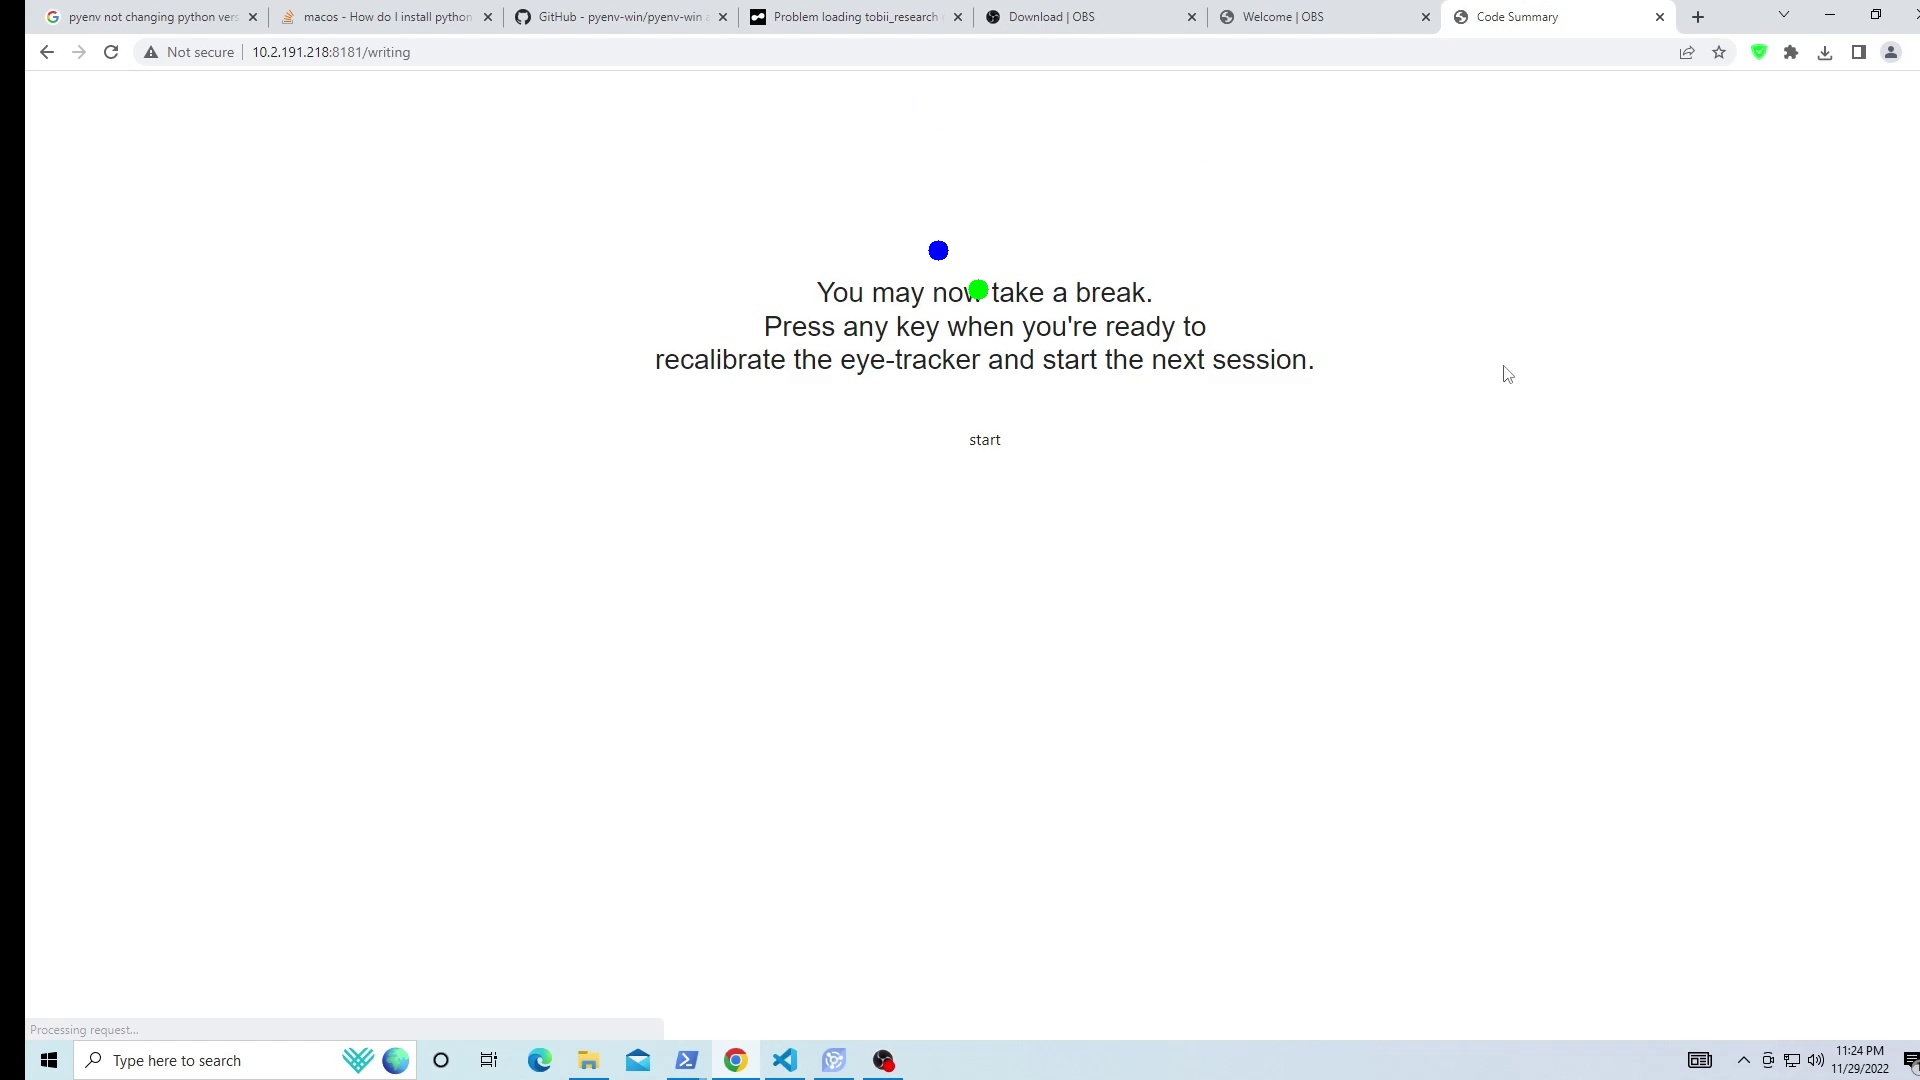 pyenv not changing python vers
macos - How do I install python
GitHub - pyenv-win/pyenv-win a
Problem loading tobii_research
Download | OBS
Welcome | OBS
Code Summary
Not secure
10.2.191.218:8181/writing
You may now take a break.
Press any key when you're ready to
recalibrate the eye-tracker and start the next session.
start
Processing request...
Type here to search
11:24 PM
11/29/2022